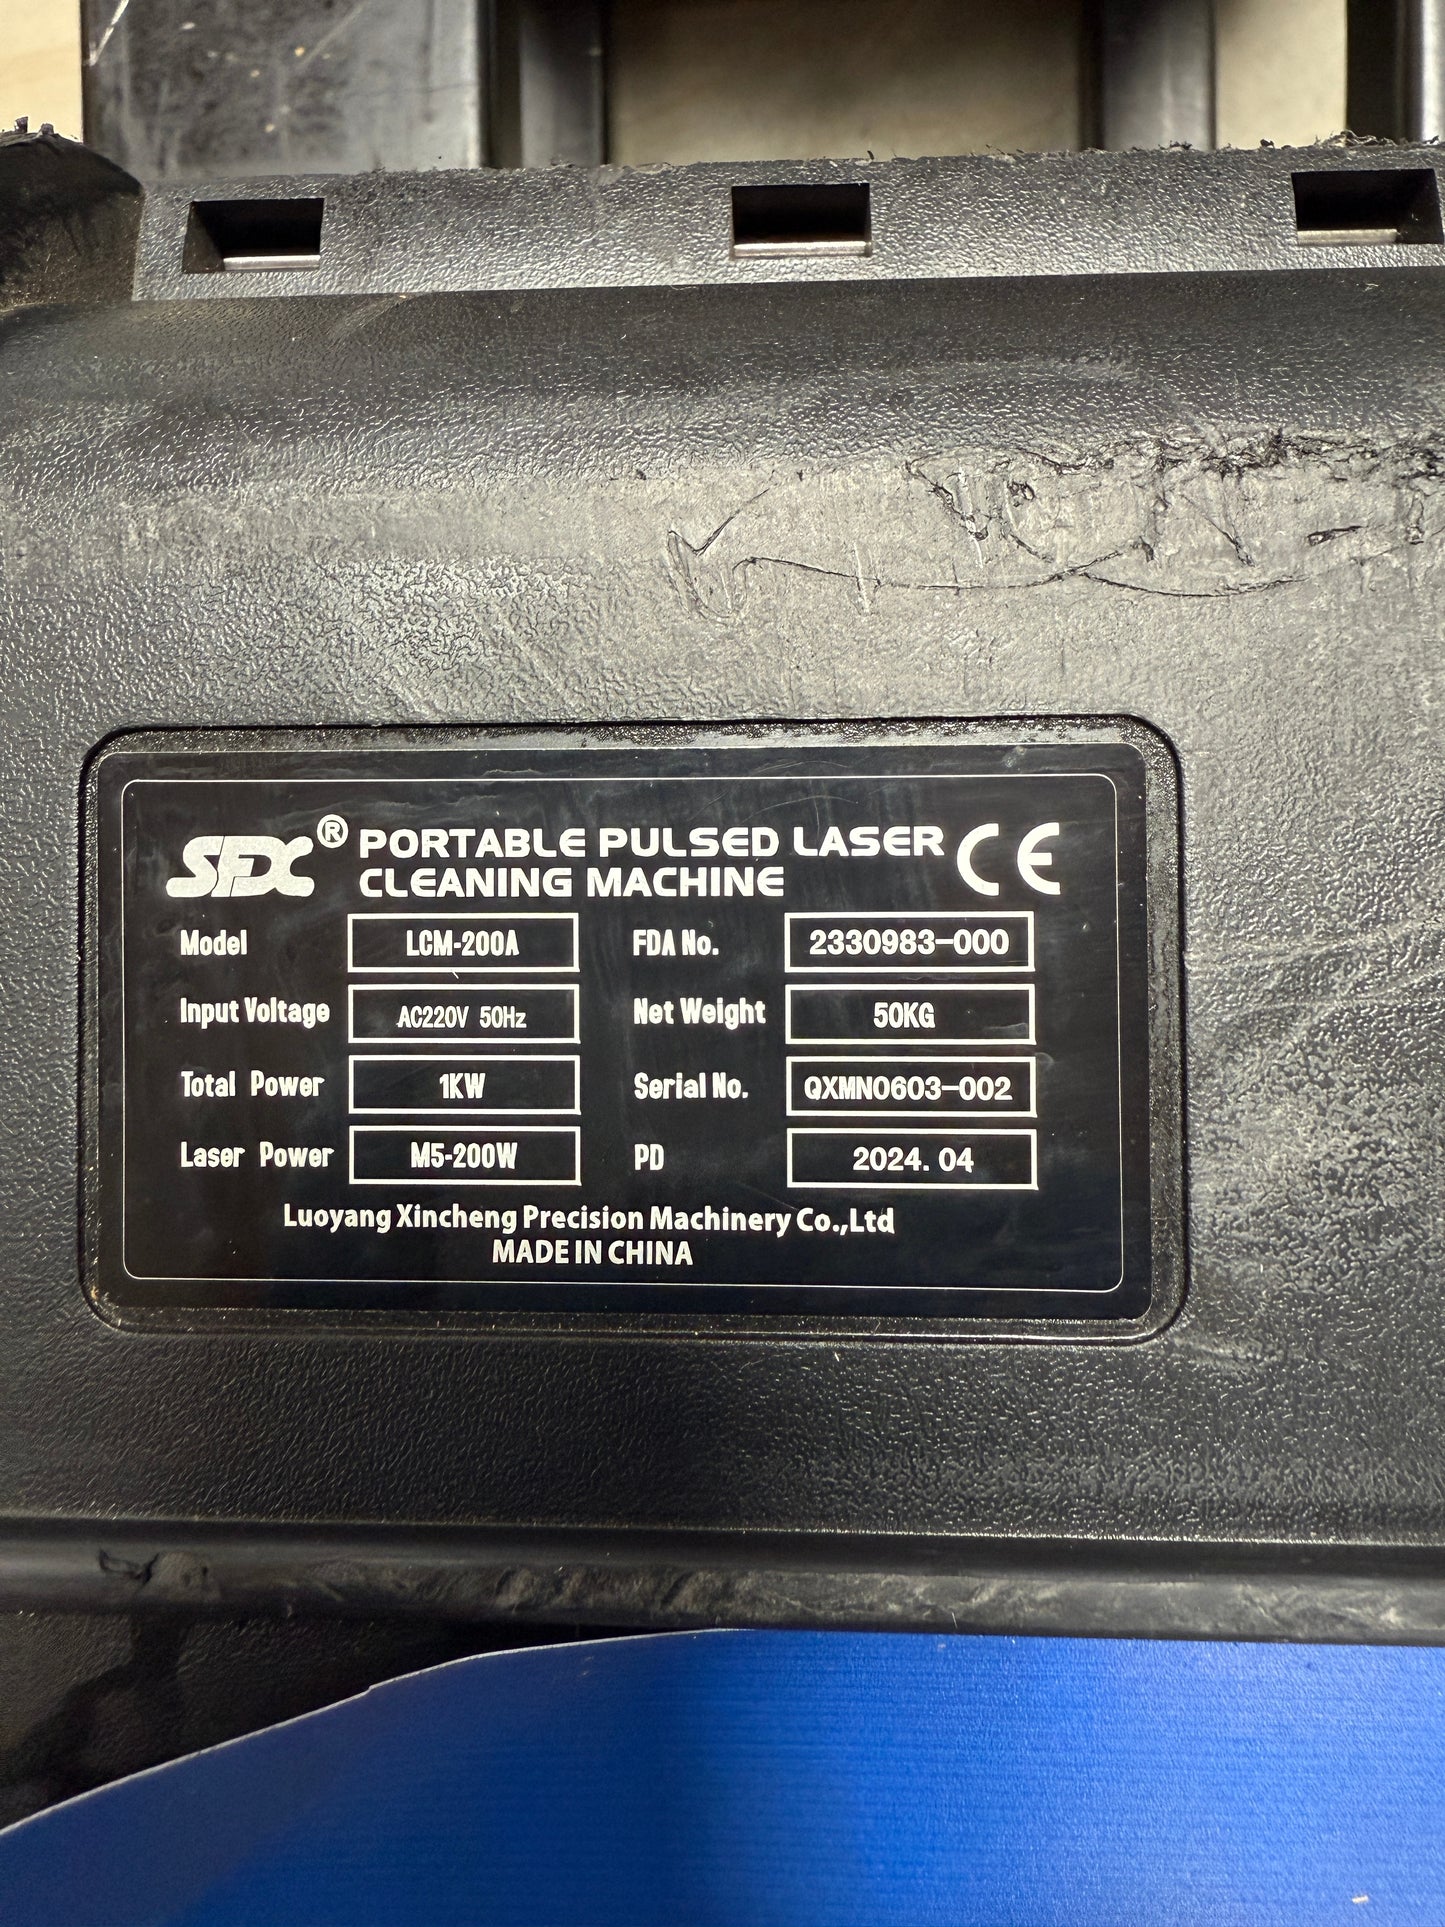 SFX® PORTABLE PULSED LASER CLEANING MACHINE CE
Model LCM-200A FDA No. 2330983-000
Input Voltage AC220V 50Hz Net Weight 50KG
Total Power 1KW Serial No. QXMN0603-002
Laser Power M5-200W PD 2024.04
Luoyang Xincheng Precision Machinery Co.,Ltd
MADE IN CHINA